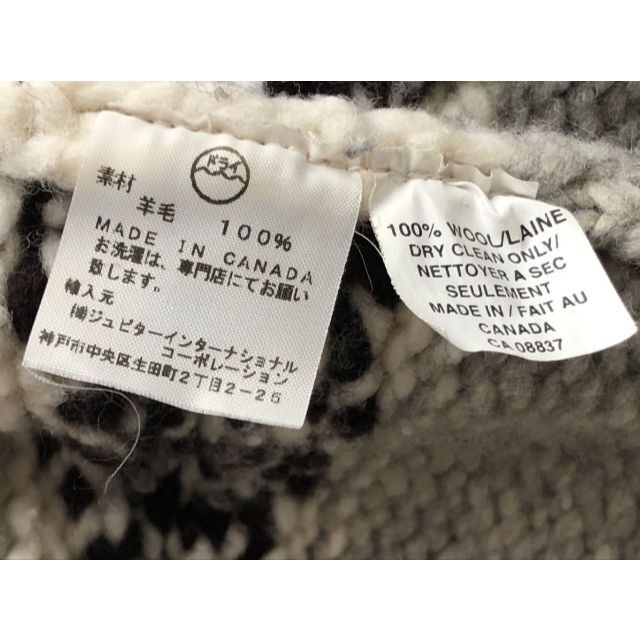 ドライ
素材
羊毛 100%
MADE IN CANADA
お洗濯は、専門店にてお願い
致します。
輸入元
㈱ジュピターインターナショナル
コーポレーション
神戸市中央区生田町2丁目2-25
100% WOOL/LAINE
DRY CLEAN ONLY/
NETTOYER A SEC
SEULEMENT
MADE IN/FAIT AU
CANADA
CA 08837